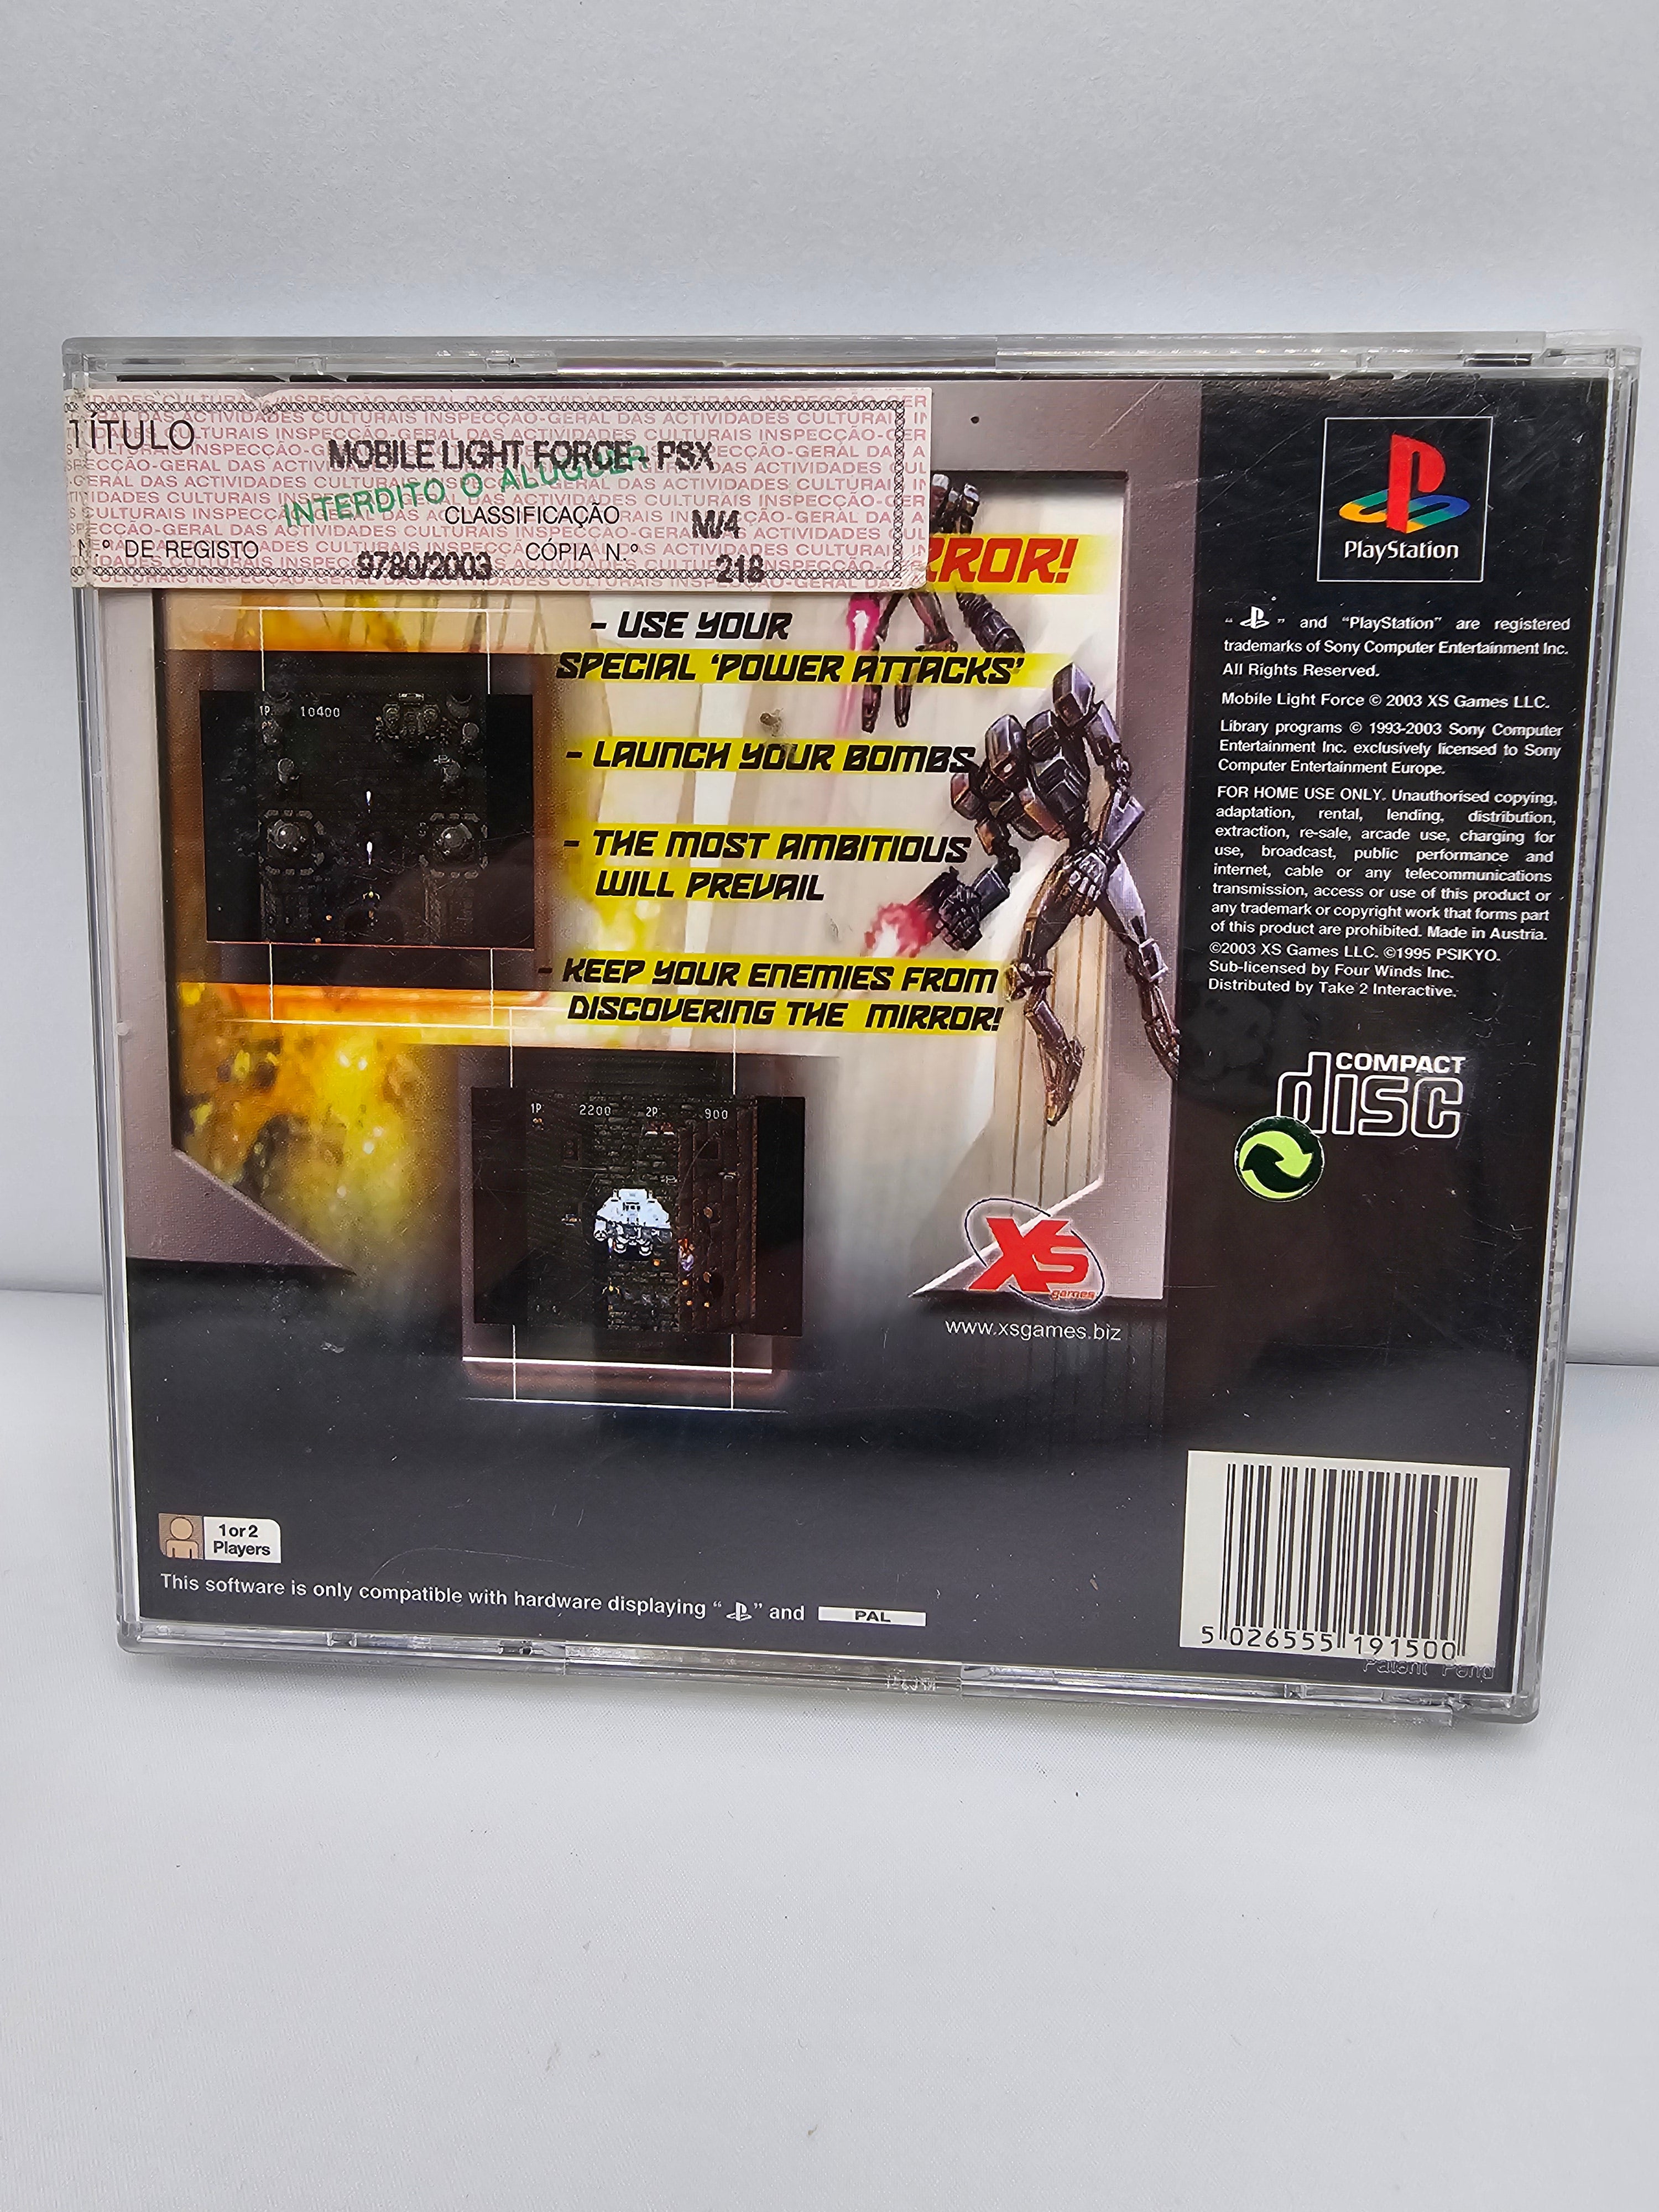 TÍTULO
MOBILE LIGHT FORCE - PSX
INTERDITO O ALUGUER
CLASSIFICAÇÃO M/4
N.º DE REGISTO 9780/2003 CÓPIA N.º 218
INSPECÇÃO-GERAL DAS ACTIVIDADES CULTURAIS
RROR!
- USE YOUR
SPECIAL 'POWER ATTACKS'
- LAUNCH YOUR BOMBS
- THE MOST AMBITIOUS
WILL PREVAIL
- KEEP YOUR ENEMIES FROM
DISCOVERING THE MIRROR!
1P 10400
1P 2200 2P 900
XS games
www.xsgames.biz
1 or 2
Players
This software is only compatible with hardware displaying " " and PAL
PlayStation
" " and "PlayStation" are registered
trademarks of Sony Computer Entertainment Inc.
All Rights Reserved.
Mobile Light Force © 2003 XS Games LLC.
Library programs © 1993-2003 Sony Computer
Entertainment Inc. exclusively licensed to Sony
Computer Entertainment Europe.
FOR HOME USE ONLY. Unauthorised copying,
adaptation, rental, lending, distribution,
extraction, re-sale, arcade use, charging for
use, broadcast, public performance and
internet, cable or any telecommunications
transmission, access or use of this product or
any trademark or copyright work that forms part
of this product are prohibited. Made in Austria.
©2003 XS Games LLC. ©1995 PSIKYO.
Sub-licensed by Four Winds Inc.
Distributed by Take 2 Interactive.
COMPACT
disc
5 026555 191500
Patent Pend